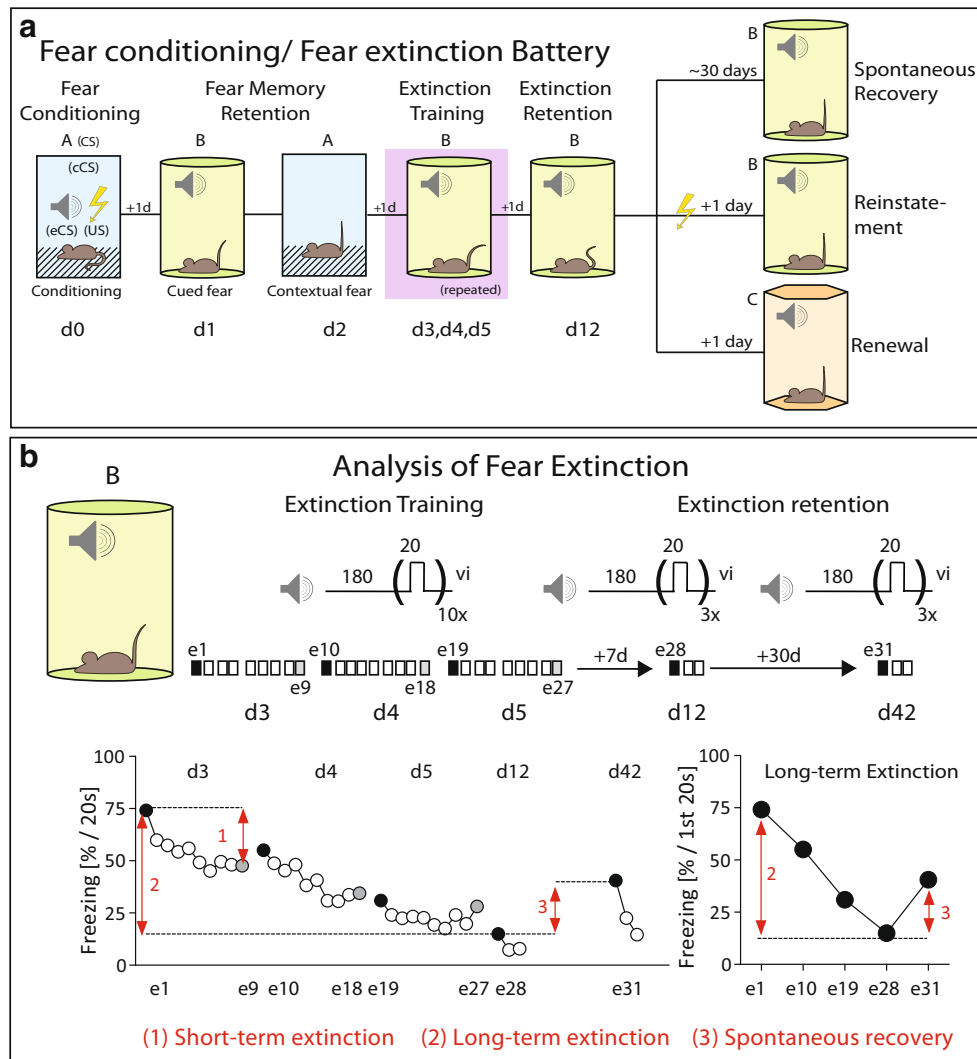 a
Fear conditioning/ Fear extinction Battery
Fear
Conditioning
Fear Memory
Retention
Extinction
Training
Extinction
Retention
A (CS)
(cCS)
(eCS) (US)
Conditioning
d0
+1d
B
Cued fear
d1
A
Contextual fear
d2
+1d
B
(repeated)
d3,d4,d5
+1d
B
d12
~30 days
B
Spontaneous
Recovery
+1 day
B
Reinstate-
ment
+1 day
C
Renewal
b
Analysis of Fear Extinction
B
Extinction Training
Extinction retention
180 ( 20 ) vi
10x
180 ( 20 ) vi
3x
180 ( 20 ) vi
3x
e1 e10 e19 +7d e28 +30d e31
e9 e18 e27
d3 d4 d5 d12 d42
Freezing [% / 20s]
100
75
50
25
0
d3 d4 d5 d12 d42
1
2
3
e1 e9 e10 e18 e19 e27 e28 e31
Freezing [% / 1st 20s]
Long-term Extinction
100
75
50
25
0
2
3
e1 e10 e19 e28 e31
(1) Short-term extinction (2) Long-term extinction (3) Spontaneous recovery